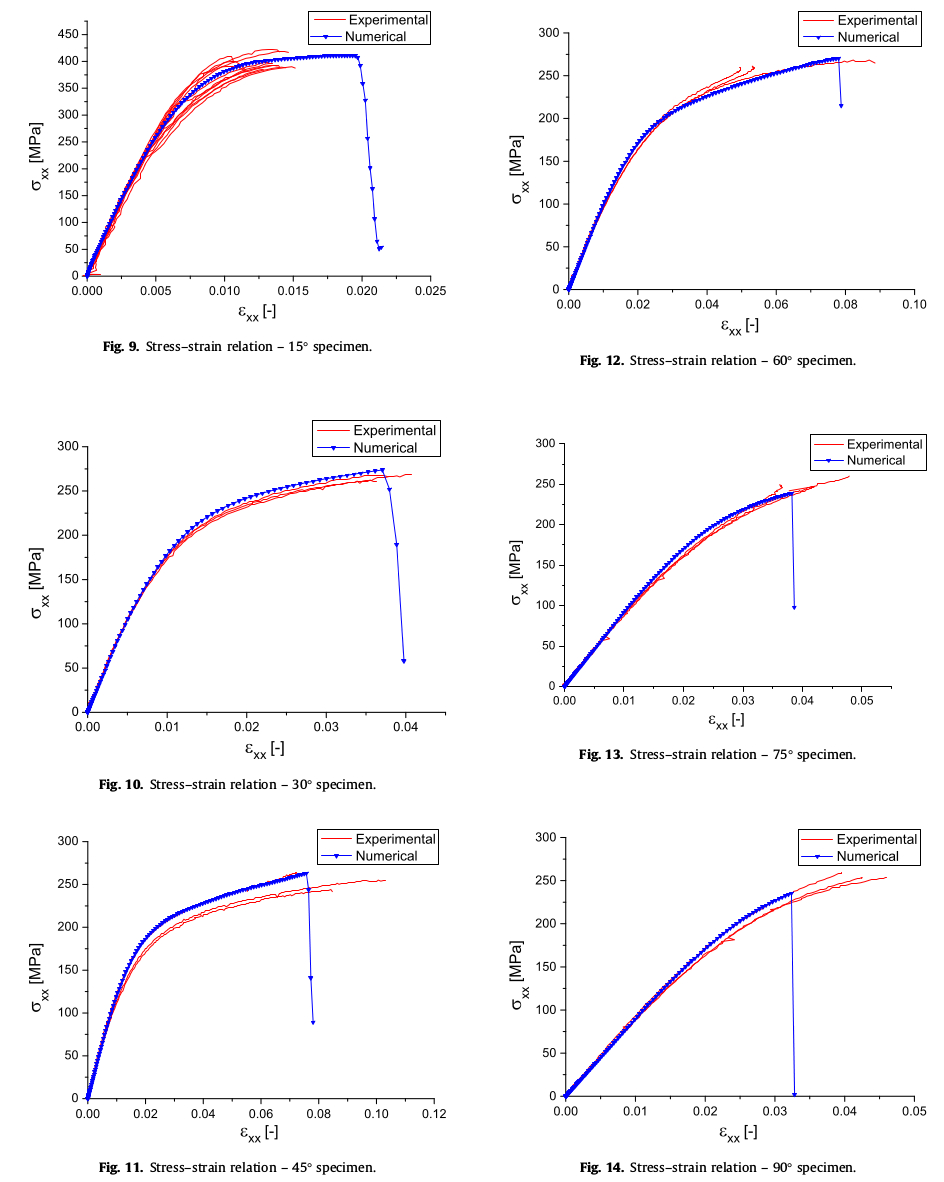 Experimental
Numerical
450
400
350
300
250
200
150
100
50
0
σxx [MPa]
0.000 0.005 0.010 0.015 0.020 0.025
εxx [-]
Fig. 9. Stress–strain relation – 15° specimen.
Experimental
Numerical
300
250
200
150
100
50
0
σxx [MPa]
0.00 0.02 0.04 0.06 0.08 0.10
εxx [-]
Fig. 12. Stress–strain relation – 60° specimen.
Experimental
Numerical
300
250
200
150
100
50
0
σxx [MPa]
0.00 0.01 0.02 0.03 0.04
εxx [-]
Fig. 10. Stress–strain relation – 30° specimen.
Experimental
Numerical
300
250
200
150
100
50
0
σxx [MPa]
0.00 0.01 0.02 0.03 0.04 0.05
εxx [-]
Fig. 13. Stress–strain relation – 75° specimen.
Experimental
Numerical
300
250
200
150
100
50
0
σxx [MPa]
0.00 0.02 0.04 0.06 0.08 0.10 0.12
εxx [-]
Fig. 11. Stress–strain relation – 45° specimen.
Experimental
Numerical
300
250
200
150
100
50
0
σxx [MPa]
0.00 0.01 0.02 0.03 0.04 0.05
εxx [-]
Fig. 14. Stress–strain relation – 90° specimen.